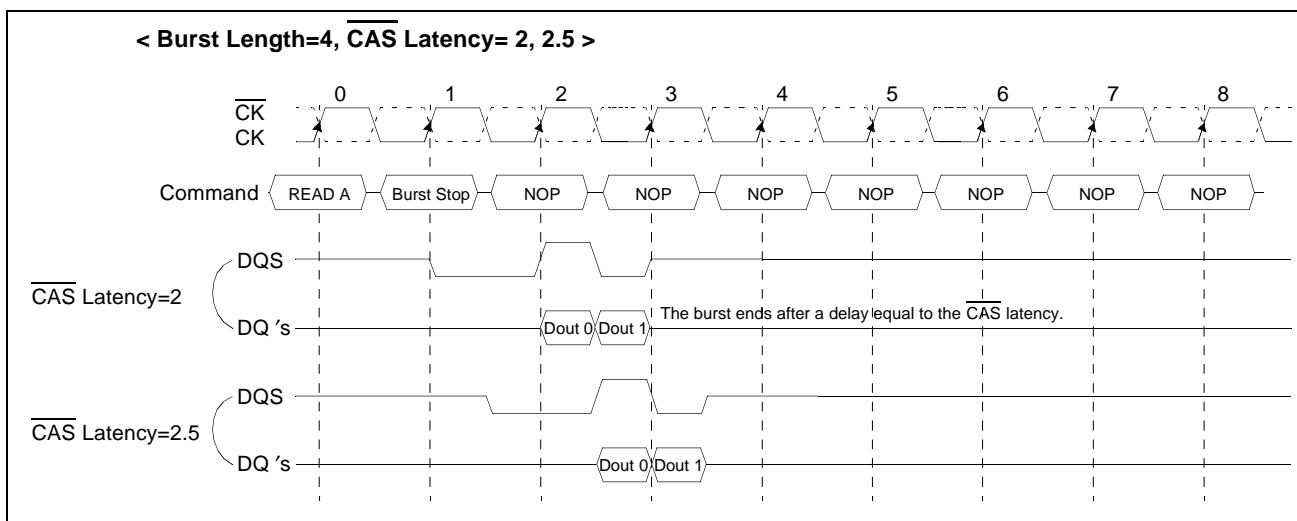 < Burst Length=4, CAS Latency= 2, 2.5 >
0 1 2 3 4 5 6 7 8
CK
CK
Command READ A Burst Stop NOP NOP NOP NOP NOP NOP NOP
DQS
CAS Latency=2
The burst ends after a delay equal to the CAS latency.
DQ ′s Dout 0 Dout 1
DQS
CAS Latency=2.5
DQ ′s Dout 0 Dout 1